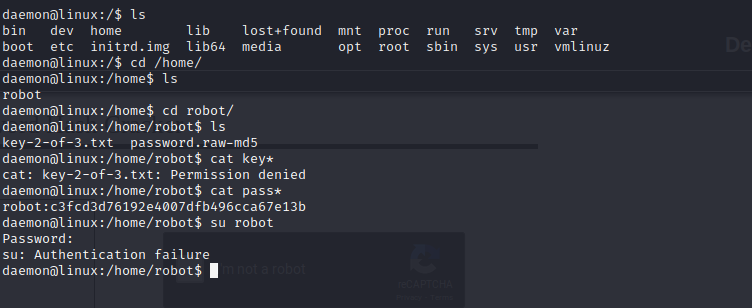 daemon@linux:/$ ls
bin   dev  home        lib    lost+found  mnt  proc  run   srv  tmp  var
boot  etc  initrd.img  lib64  media       opt  root  sbin  sys  usr  vmlinuz
daemon@linux:/$ cd /home/
daemon@linux:/home$ ls
robot
daemon@linux:/home$ cd robot/
daemon@linux:/home/robot$ ls
key-2-of-3.txt  password.raw-md5
daemon@linux:/home/robot$ cat key*
cat: key-2-of-3.txt: Permission denied
daemon@linux:/home/robot$ cat pass*
robot:c3fcd3d76192e4007dfb496cca67e13b
daemon@linux:/home/robot$ su robot
Password:
su: Authentication failure
daemon@linux:/home/robot$
De
I'm not a robot
reCAPTCHA